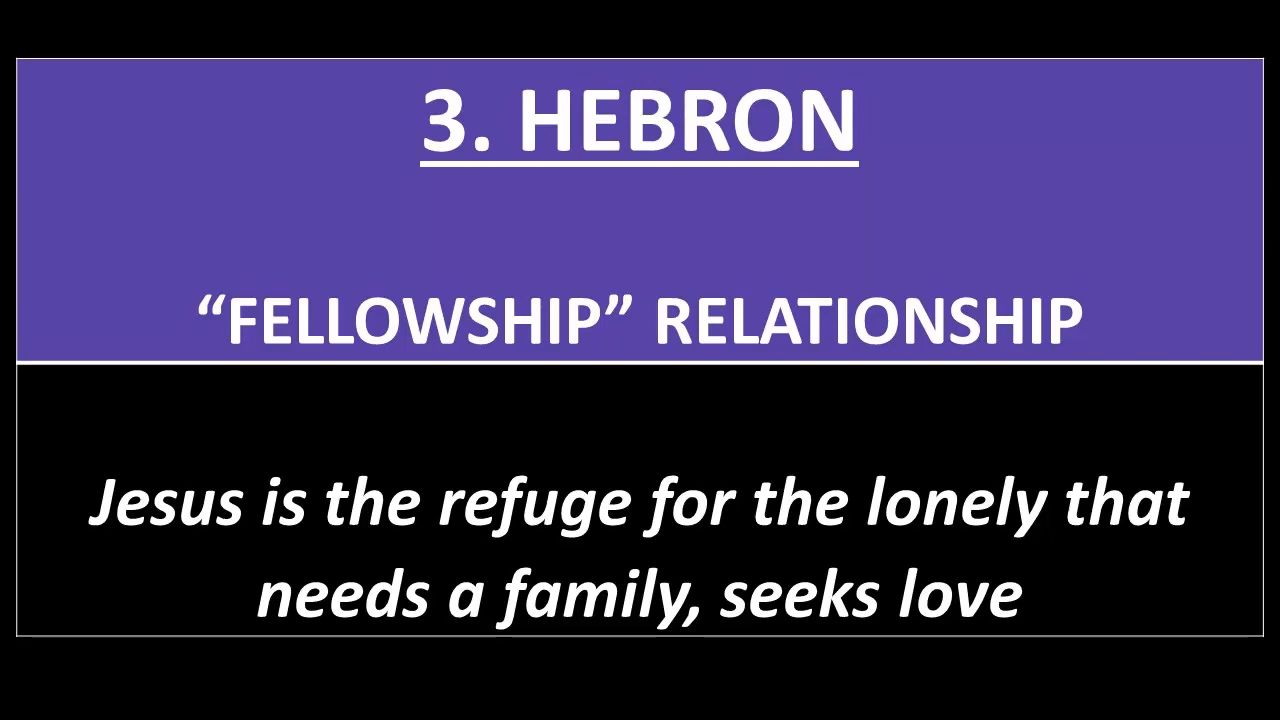 3. HEBRON
“FELLOWSHIP” RELATIONSHIP
Jesus is the refuge for the lonely that
needs a family, seeks love